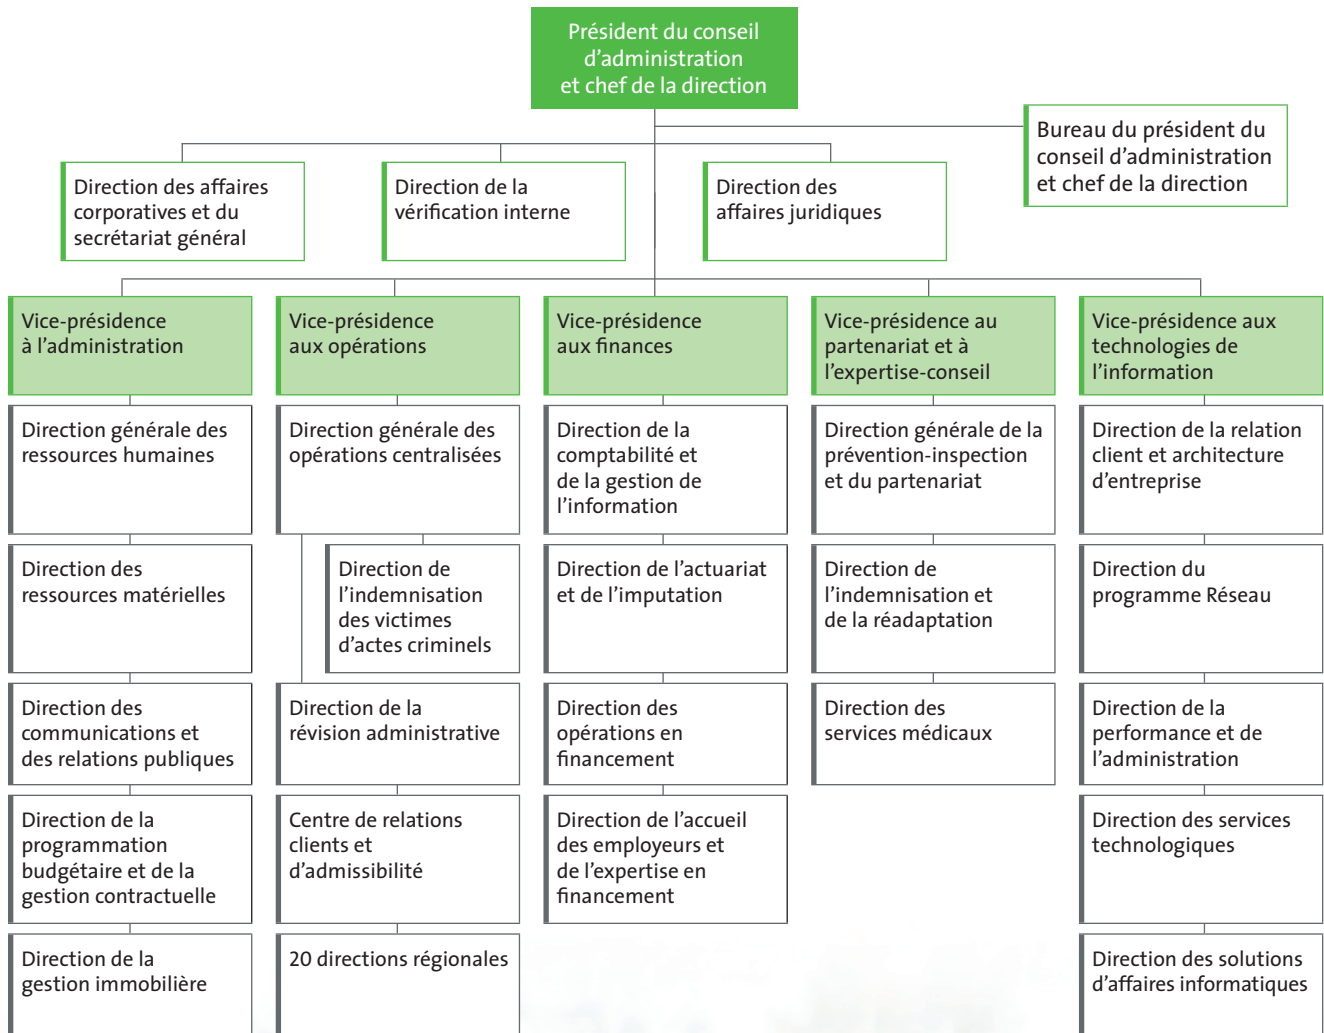 Président du conseil
d’administration
et chef de la direction
Bureau du président du
conseil d’administration
et chef de la direction
Direction des affaires
corporatives et du
secrétariat général
Direction de la
vérification interne
Direction des
affaires juridiques
Vice-présidence
à l’administration
Vice-présidence
aux opérations
Vice-présidence
aux finances
Vice-présidence au
partenariat et à
l’expertise-conseil
Vice-présidence aux
technologies de
l’information
Direction générale des
ressources humaines
Direction générale des
opérations centralisées
Direction de la
comptabilité et
de la gestion de
l’information
Direction générale de la
prévention-inspection
et du partenariat
Direction de la relation
client et architecture
d’entreprise
Direction des
ressources matérielles
Direction de
l’indemnisation
des victimes
d’actes criminels
Direction de l’actuariat
et de l’imputation
Direction de
l’indemnisation et
de la réadaptation
Direction du
programme Réseau
Direction des
communications et
des relations publiques
Direction de la
révision administrative
Direction des
opérations en
financement
Direction des
services médicaux
Direction de la
performance et de
l’administration
Direction de la
programmation
budgétaire et de la
gestion contractuelle
Centre de relations
clients et
d’admissibilité
Direction de l’accueil
des employeurs et
de l’expertise en
financement
Direction des services
technologiques
Direction de la
gestion immobilière
20 directions régionales
Direction des solutions
d’affaires informatiques